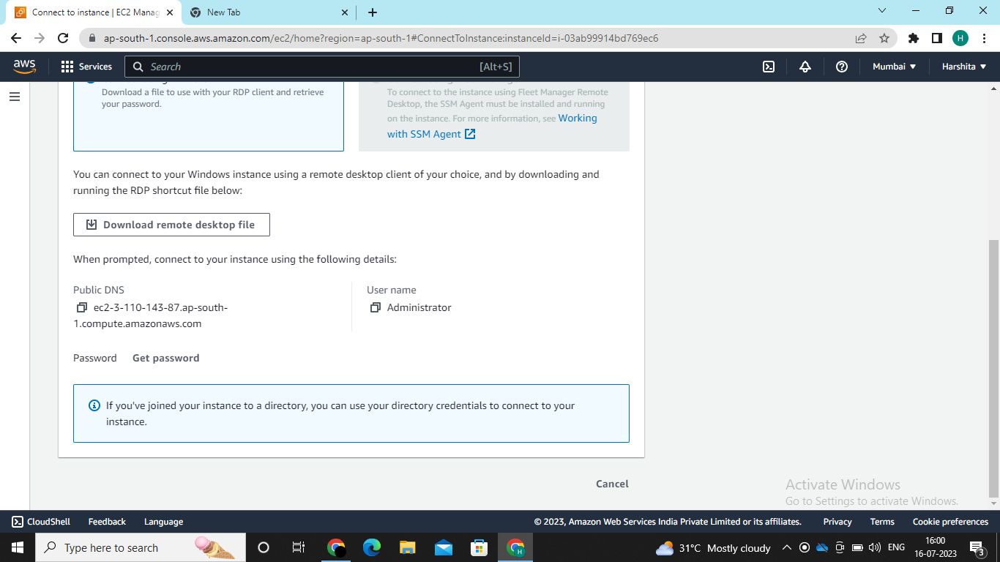 Connect to instance | EC2 Manag
New Tab
ap-south-1.console.aws.amazon.com/ec2/home?region=ap-south-1#ConnectToInstance:instanceId=i-03ab99914bd769ec6
H
aws
Services
Search
[Alt+S]
Mumbai
Harshita
Download a file to use with your RDP client and retrieve
your password.
To connect to the instance using Fleet Manager Remote
Desktop, the SSM Agent must be installed and running
on the instance. For more information, see Working
with SSM Agent
You can connect to your Windows instance using a remote desktop client of your choice, and by downloading and
running the RDP shortcut file below:
Download remote desktop file
When prompted, connect to your instance using the following details:
Public DNS
ec2-3-110-143-87.ap-south-
1.compute.amazonaws.com
User name
Administrator
Password Get password
If you've joined your instance to a directory, you can use your directory credentials to connect to your
instance.
Cancel
Activate Windows
Go to Settings to activate Windows.
CloudShell
Feedback
Language
© 2023, Amazon Web Services India Private Limited or its affiliates.
Privacy
Terms
Cookie preferences
Type here to search
H
31°C Mostly cloudy
ENG
16:00
16-07-2023
3